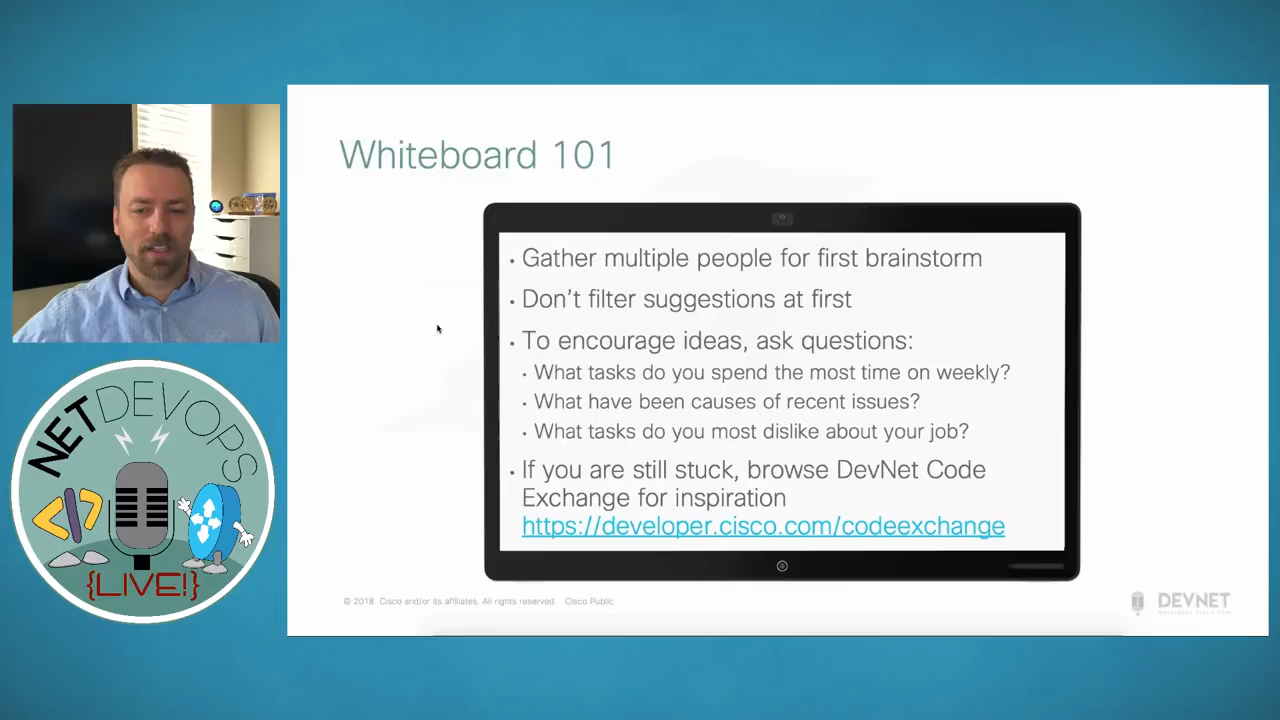 Whiteboard 101
• Gather multiple people for first brainstorm
• Don't filter suggestions at first
• To encourage ideas, ask questions:
• What tasks do you spend the most time on weekly?
• What have been causes of recent issues?
• What tasks do you most dislike about your job?
• If you are still stuck, browse DevNet Code
Exchange for inspiration
https://developer.cisco.com/codeexchange
© 2018 Cisco and/or its affiliates. All rights reserved. Cisco Public
DEVNET
NETDEVOPS
</>
{LIVE!}